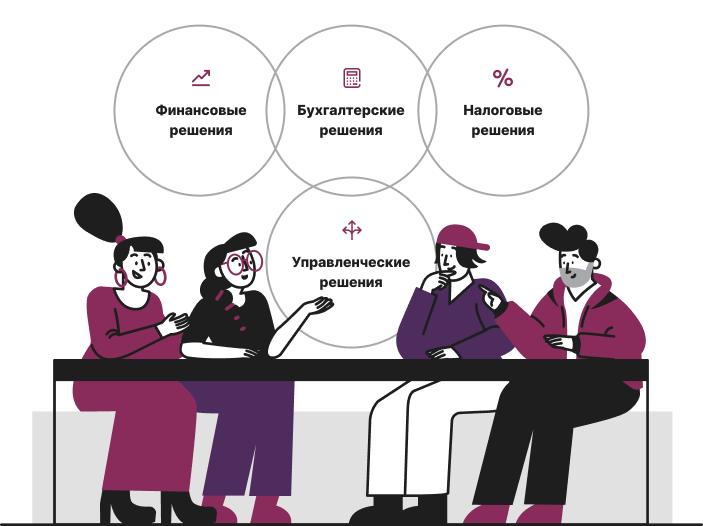 Финансовые
решения
Бухгалтерские
решения
Налоговые
решения
Управленческие
решения